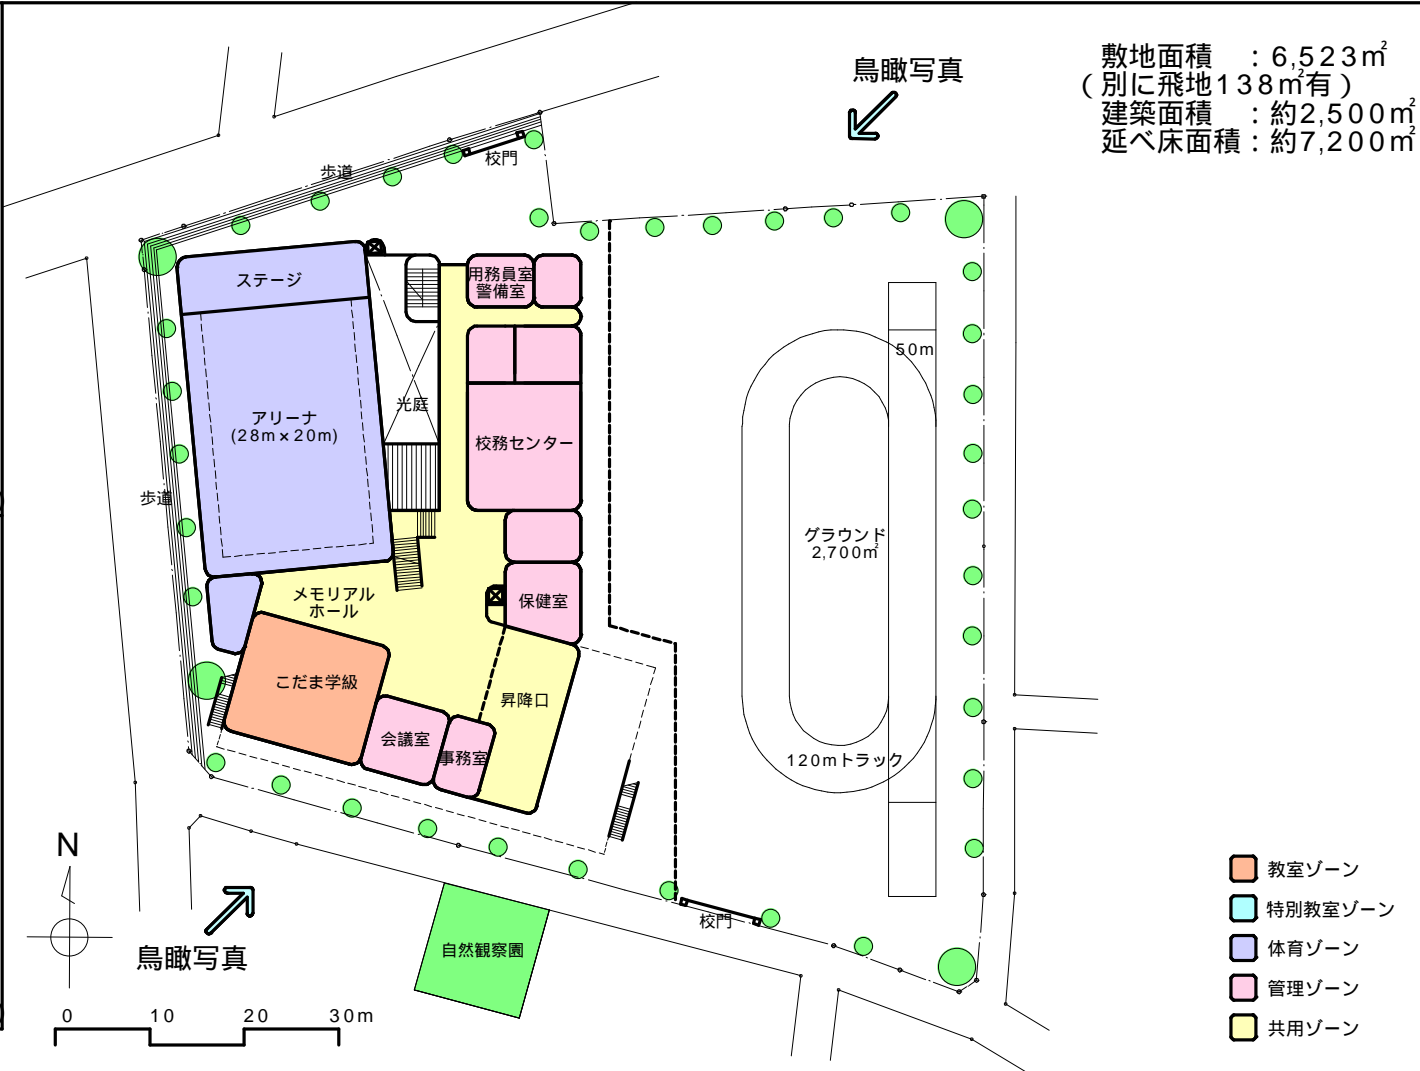 敷地面積 : 6,523㎡
(別に飛地138㎡有)
建築面積 : 約2,500㎡
延べ床面積 : 約7,200㎡
鳥瞰写真
校門
歩道
ステージ
用務員室
警備室
50m
光庭
アリーナ
(28m×20m)
校務センター
歩道
グラウンド
2,700㎡
メモリアル
ホール
保健室
こだま学級
昇降口
会議室
事務室
120mトラック
N
校門
自然観察園
鳥瞰写真
0 10 20 30m
教室ゾーン
特別教室ゾーン
体育ゾーン
管理ゾーン
共用ゾーン